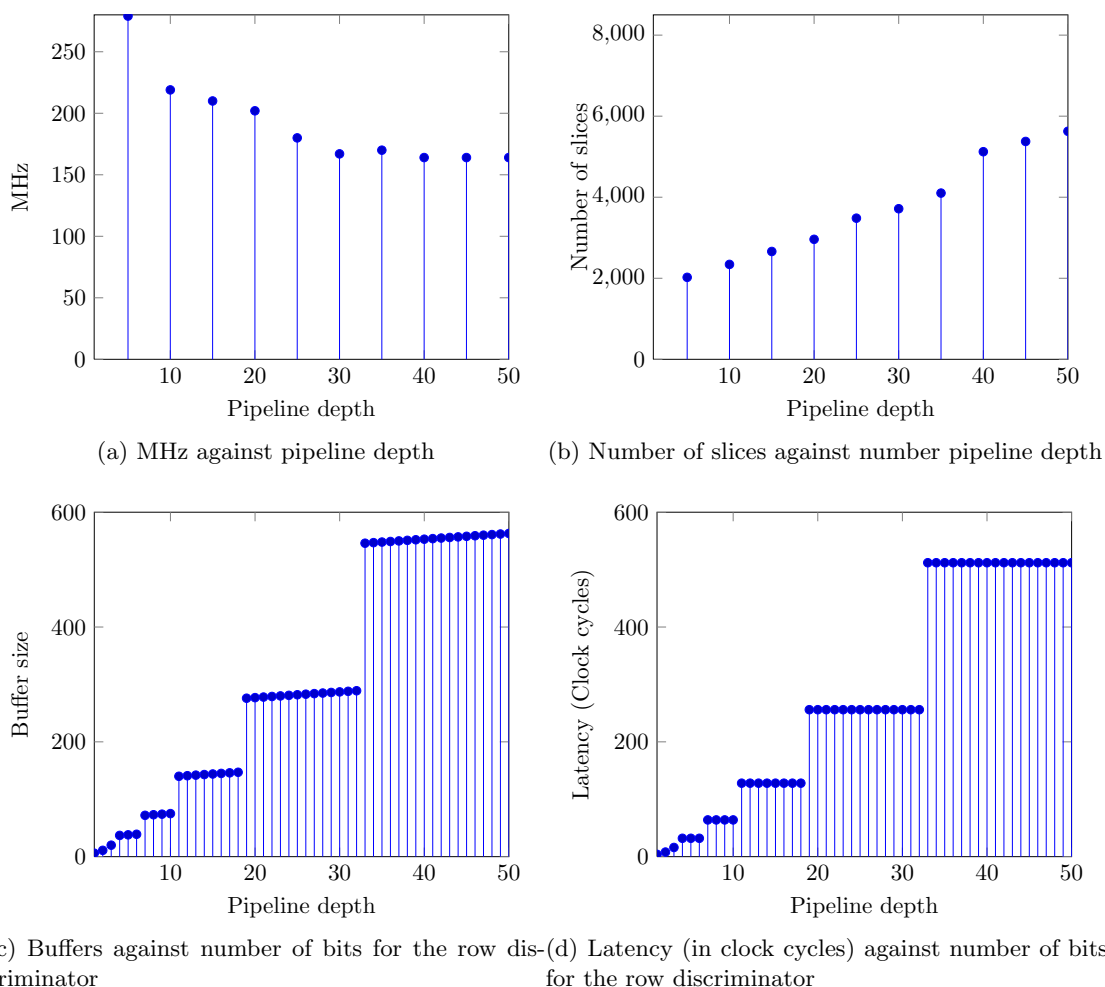 250
200
150
100
50
0
MHz
10 20 30 40 50
Pipeline depth
(a) MHz against pipeline depth
8,000
6,000
4,000
2,000
0
Number of slices
10 20 30 40 50
Pipeline depth
(b) Number of slices against number pipeline depth
600
400
200
0
Buffer size
10 20 30 40 50
Pipeline depth
c) Buffers against number of bits for the row dis-
riminator
600
400
200
0
Latency (Clock cycles)
10 20 30 40 50
Pipeline depth
(d) Latency (in clock cycles) against number of bits
for the row discriminator